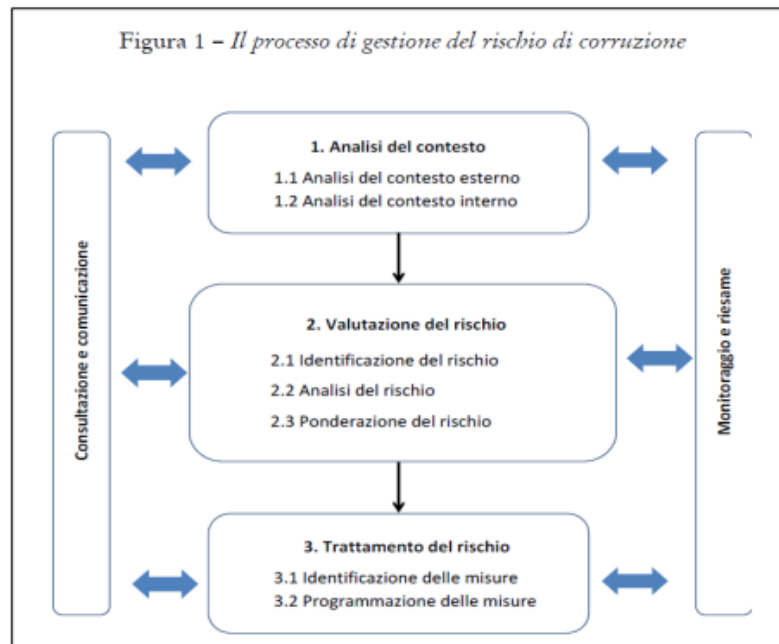 Figura 1 – Il processo di gestione del rischio di corruzione
Consultazione e comunicazione
1. Analisi del contesto
1.1 Analisi del contesto esterno
1.2 Analisi del contesto interno
2. Valutazione del rischio
2.1 Identificazione del rischio
2.2 Analisi del rischio
2.3 Ponderazione del rischio
3. Trattamento del rischio
3.1 Identificazione delle misure
3.2 Programmazione delle misure
Monitoraggio e riesame